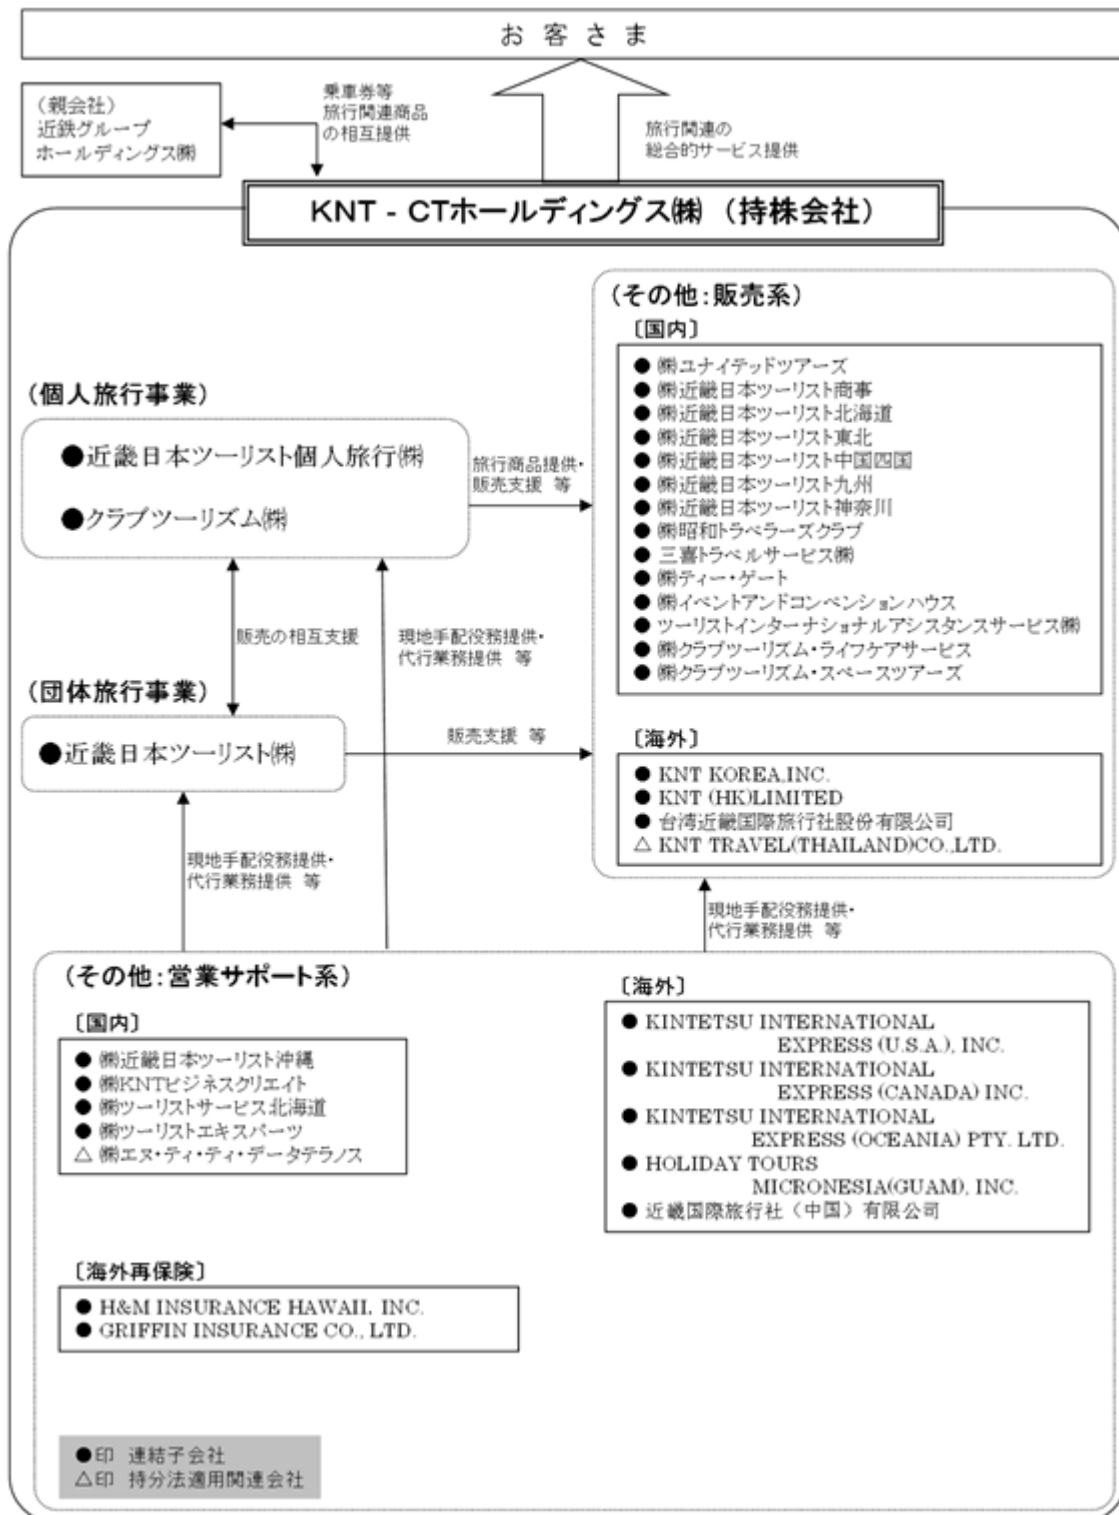 お客さま
(親会社)
近鉄グループ
ホールディングス㈱
乗車券等
旅行関連商品
の相互提供
旅行関連の
総合的サービス提供
KNT - CTホールディングス㈱ (持株会社)
(その他:販売系)
〔国内〕
●㈱ユナイテッドツアーズ
●㈱近畿日本ツーリスト商事
●㈱近畿日本ツーリスト北海道
●㈱近畿日本ツーリスト東北
●㈱近畿日本ツーリスト中国四国
●㈱近畿日本ツーリスト九州
●㈱近畿日本ツーリスト神奈川
●㈱昭和トラベラーズクラブ
●三喜トラベルサービス㈱
●㈱ティー・ゲート
●㈱イベントアンドコンベンションハウス
●ツーリストインターナショナルアシスタンスサービス㈱
●㈱クラブツーリズム・ライフケアサービス
●㈱クラブツーリズム・スペースツアーズ
(個人旅行事業)
●近畿日本ツーリスト個人旅行㈱
●クラブツーリズム㈱
旅行商品提供・
販売支援 等
販売の相互支援
現地手配役務提供・
代行業務提供 等
(団体旅行事業)
●近畿日本ツーリスト㈱
販売支援 等
〔海外〕
● KNT KOREA,INC.
● KNT (HK)LIMITED
● 台湾近畿国際旅行社股份有限公司
△ KNT TRAVEL(THAILAND)CO.,LTD.
現地手配役務提供・
代行業務提供 等
現地手配役務提供・
代行業務提供 等
(その他:営業サポート系)
〔国内〕
● ㈱近畿日本ツーリスト沖縄
● ㈱KNTビジネスクリエイト
● ㈱ツーリストサービス北海道
● ㈱ツーリストエキスパーツ
△ ㈱エヌ・ティ・ティ・データテラノス
〔海外〕
● KINTETSU INTERNATIONAL
EXPRESS (U.S.A.), INC.
● KINTETSU INTERNATIONAL
EXPRESS (CANADA) INC.
● KINTETSU INTERNATIONAL
EXPRESS (OCEANIA) PTY. LTD.
● HOLIDAY TOURS
MICRONESIA(GUAM), INC.
● 近畿国際旅行社(中国)有限公司
〔海外再保険〕
● H&M INSURANCE HAWAII, INC.
● GRIFFIN INSURANCE CO., LTD.
●印 連結子会社
△印 持分法適用関連会社